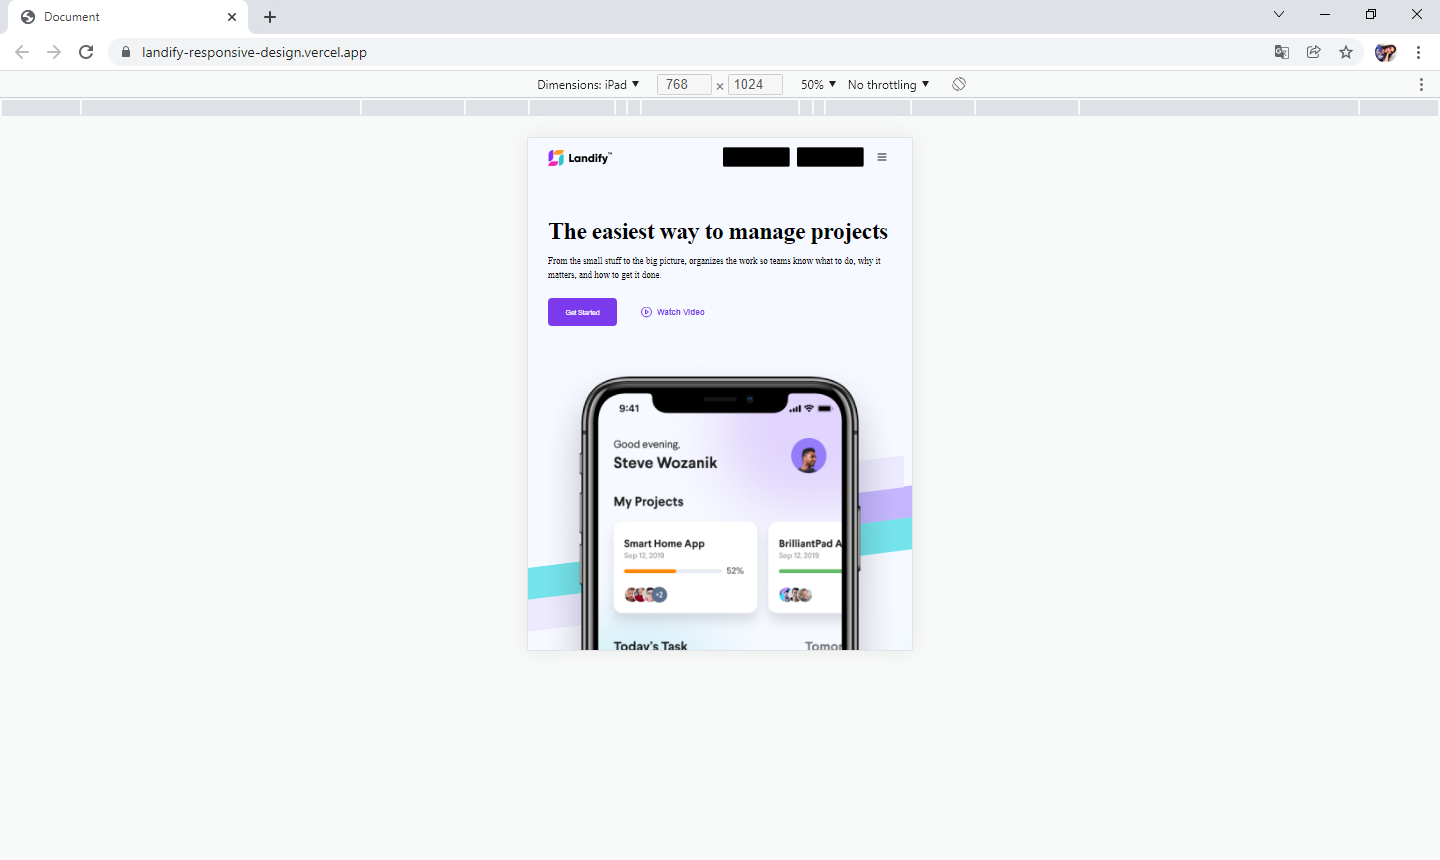 Document
landify-responsive-design.vercel.app
Dimensions: iPad 768 × 1024 50% No throttling
Landify™
The easiest way to manage projects
From the small stuff to the big picture, organizes the work so teams know what to do, why it
matters, and how to get it done.
Get Started Watch Video
9:41
Good evening,
Steve Wozanik
My Projects
Smart Home App
Sep 12, 2019
52%
+2
BrilliantPad A
Sep 12, 2019
Today's Task Tomor